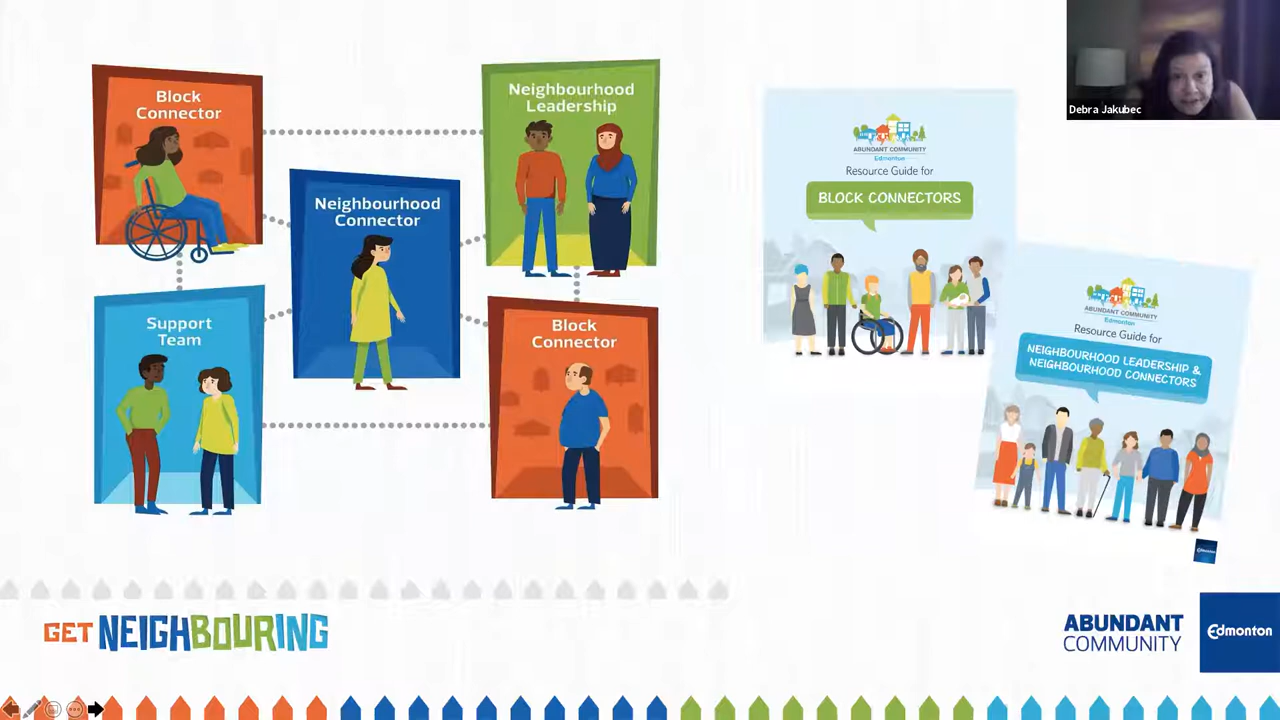 Block
Connector
Neighbourhood
Leadership
Neighbourhood
Connector
Support
Team
Block
Connector
ABUNDANT COMMUNITY
Edmonton
Resource Guide for
BLOCK CONNECTORS
ABUNDANT COMMUNITY
Edmonton
Resource Guide for
NEIGHBOURHOOD LEADERSHIP &
NEIGHBOURHOOD CONNECTORS
Edmonton
Debra Jakubec
GET NEIGHBOURING
ABUNDANT
COMMUNITY
Edmonton